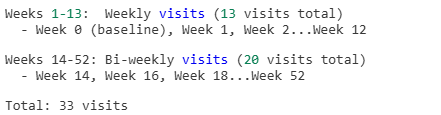 Weeks 1-13:  Weekly visits (13 visits total)
  - Week 0 (baseline), Week 1, Week 2...Week 12
Weeks 14-52: Bi-weekly visits (20 visits total)
  - Week 14, Week 16, Week 18...Week 52
Total: 33 visits